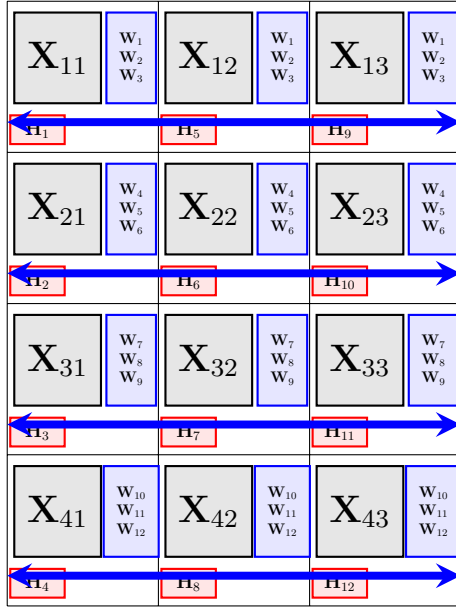 X11 W1 X12 W1 X13 W1
W2 W2 W2
W3 W3 W3
H1 H5 H9
X21 W4 X22 W4 X23 W4
W5 W5 W5
W6 W6 W6
H2 H6 H10
X31 W7 X32 W7 X33 W7
W8 W8 W8
W9 W9 W9
H3 H7 H11
X41 W10 X42 W10 X43 W10
W11 W11 W11
W12 W12 W12
H4 H8 H12